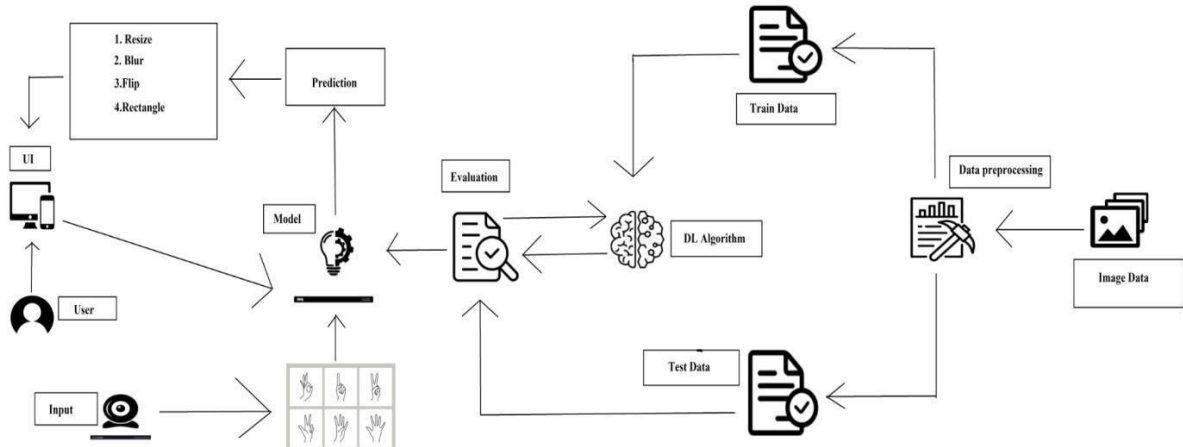 1. Resize
2. Blur
3.Flip
4.Rectangle
Prediction
Train Data
UI
Evaluation
Data preprocessing
Model
DL Algorithm
Image Data
User
Test Data
Input